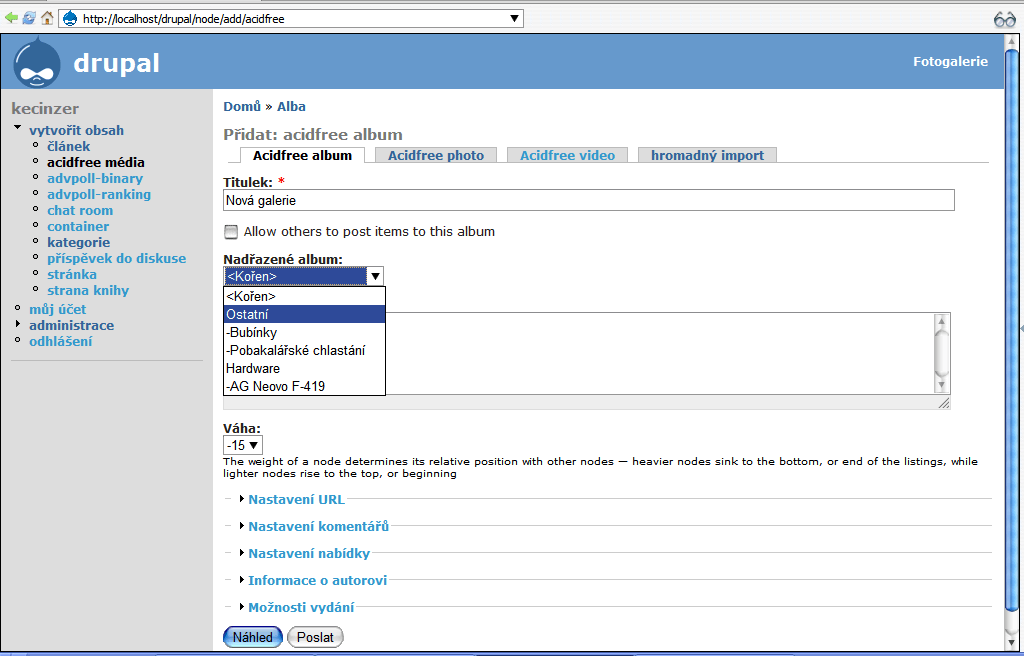 http://localhost/drupal/node/add/acidfree
drupal
Fotogalerie
kecinzer
vytvořit obsah
článek
acidfree média
advpoll-binary
advpoll-ranking
chat room
container
kategorie
příspěvek do diskuse
stránka
strana knihy
můj účet
administrace
odhlášení
Domů » Alba
Přidat: acidfree album
Acidfree album
Acidfree photo
Acidfree video
hromadný import
Titulek: *
Nová galerie
Allow others to post items to this album
Nadřazené album:
<Kořen>
<Kořen>
Ostatní
-Bubínky
-Pobakalářské chlastání
Hardware
-AG Neovo F-419
Váha:
-15
The weight of a node determines its relative position with other nodes — heavier nodes sink to the bottom, or end of the listings, while
lighter nodes rise to the top, or beginning
Nastavení URL
Nastavení komentářů
Nastavení nabídky
Informace o autorovi
Možnosti vydání
Náhled
Poslat